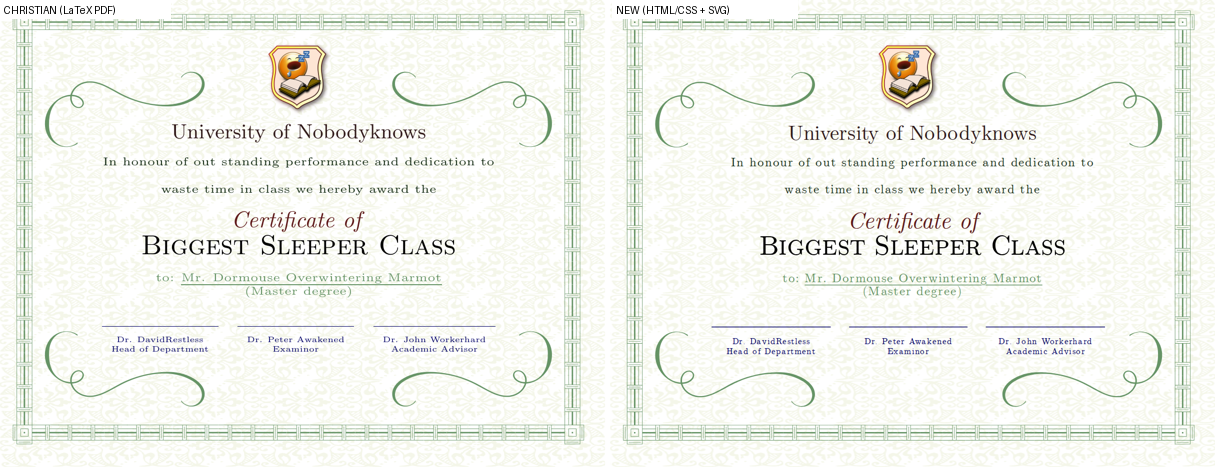 CHRISTIAN (LaTeX PDF)
University of Nobodyknows
In honour of out standing performance and dedication to
waste time in class we hereby award the
Certificate of
BIGGEST SLEEPER CLASS
to: Mr. Dormouse Overwintering Marmot
(Master degree)
Dr. DavidRestless
Head of Department
Dr. Peter Awakened
Examinor
Dr. John Workerhard
Academic Advisor
NEW (HTML/CSS + SVG)
University of Nobodyknows
In honour of out standing performance and dedication to
waste time in class we hereby award the
Certificate of
BIGGEST SLEEPER CLASS
to: Mr. Dormouse Overwintering Marmot
(Master degree)
Dr. DavidRestless
Head of Department
Dr. Peter Awakened
Examinor
Dr. John Workerhard
Academic Advisor